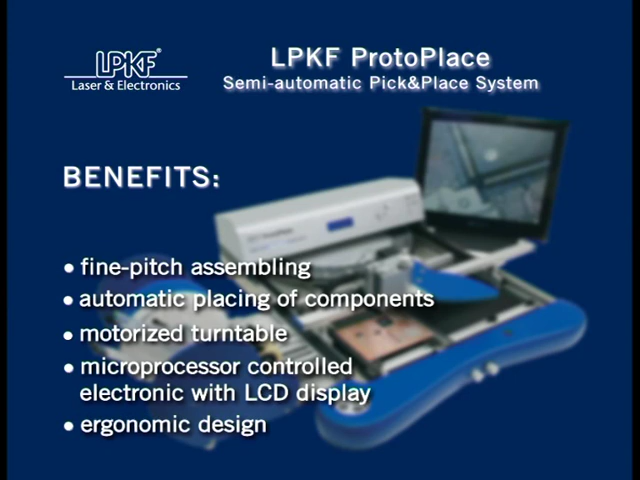 LPKF®
Laser & Electronics
LPKF ProtoPlace
Semi-automatic Pick&Place System
BENEFITS:
• fine-pitch assembling
• automatic placing of components
• motorized turntable
• microprocessor controlled
electronic with LCD display
• ergonomic design